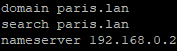 domain paris.lan
search paris.lan
nameserver 192.168.0.2